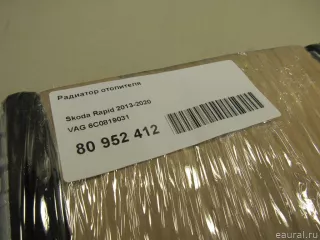 Радиатор отопителя
Skoda Rapid 2013-2020
VAG 6C0819031
80 952 412
eaural.ru